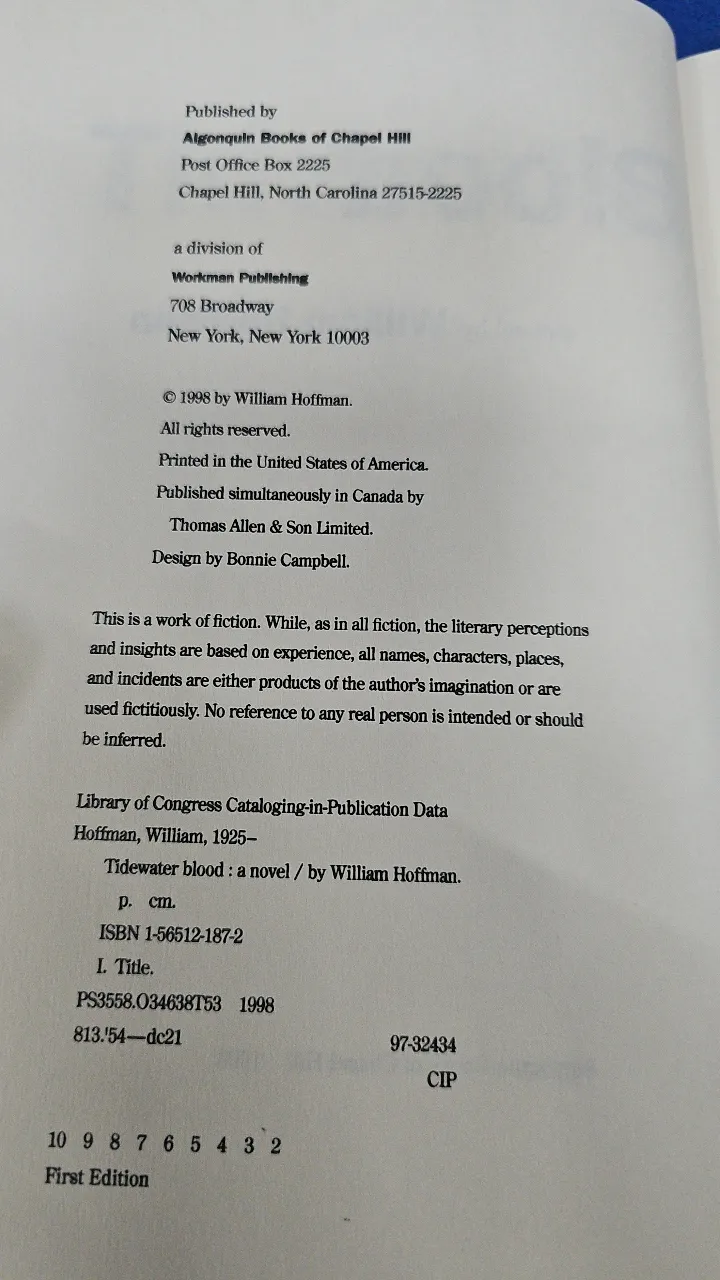 Published by
Algonquin Books of Chapel Hill
Post Office Box 2225
Chapel Hill, North Carolina 27515-2225
a division of
Workman Publishing
708 Broadway
New York, New York 10003
© 1998 by William Hoffman.
All rights reserved.
Printed in the United States of America.
Published simultaneously in Canada by
Thomas Allen & Son Limited.
Design by Bonnie Campbell.
This is a work of fiction. While, as in all fiction, the literary perceptions
and insights are based on experience, all names, characters, places,
and incidents are either products of the author's imagination or are
used fictitiously. No reference to any real person is intended or should
be inferred.
Library of Congress Cataloging-in-Publication Data
Hoffman, William, 1925–
Tidewater blood : a novel / by William Hoffman.
p. cm.
ISBN 1-56512-187-2
I. Title.
PS3558.O34638T53 1998
813.'54—dc21
97-32434
CIP
10 9 8 7 6 5 4 3 2
First Edition